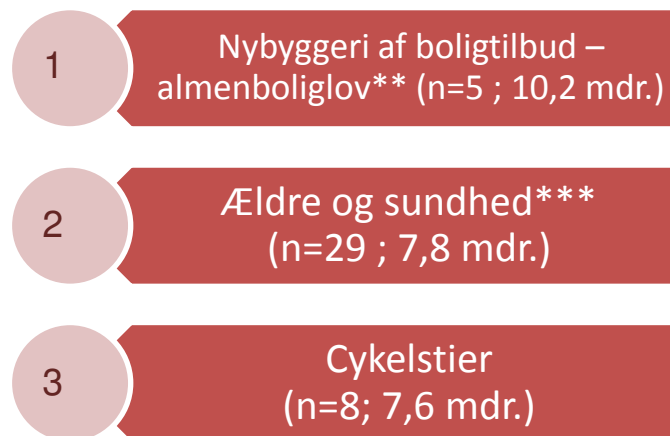 1
Nybyggeri af boligtilbud –
almenboliglov** (n=5 ; 10,2 mdr.)
2
Ældre og sundhed***
(n=29 ; 7,8 mdr.)
3
Cykelstier
(n=8; 7,6 mdr.)